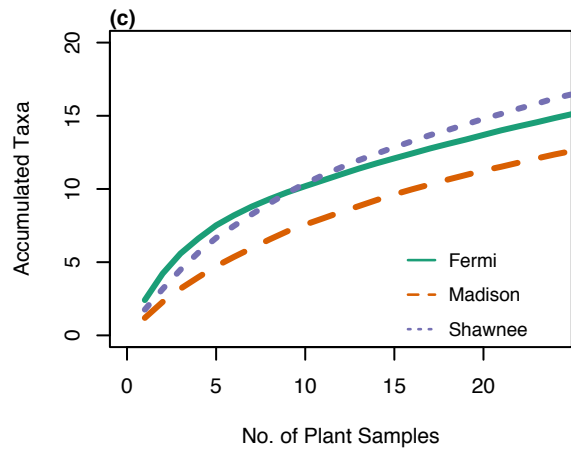 (c)
20
15
10
5
0
Accumulated Taxa
Fermi
Madison
Shawnee
0 5 10 15 20
No. of Plant Samples